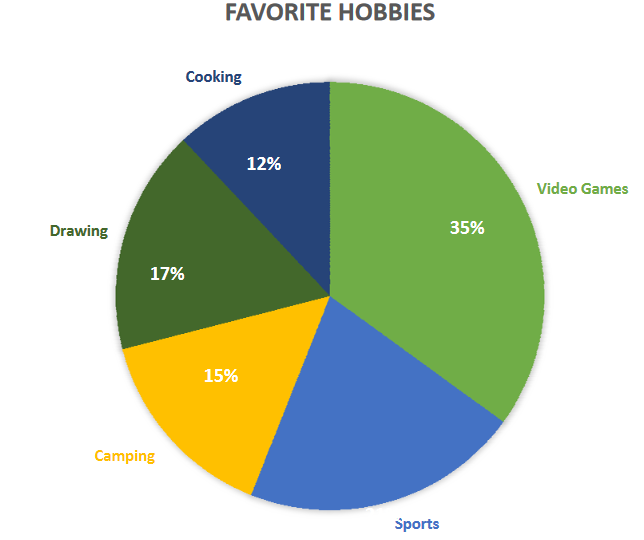 FAVORITE HOBBIES
Cooking
12%
Video Games
35%
Drawing
17%
15%
Camping
Sports